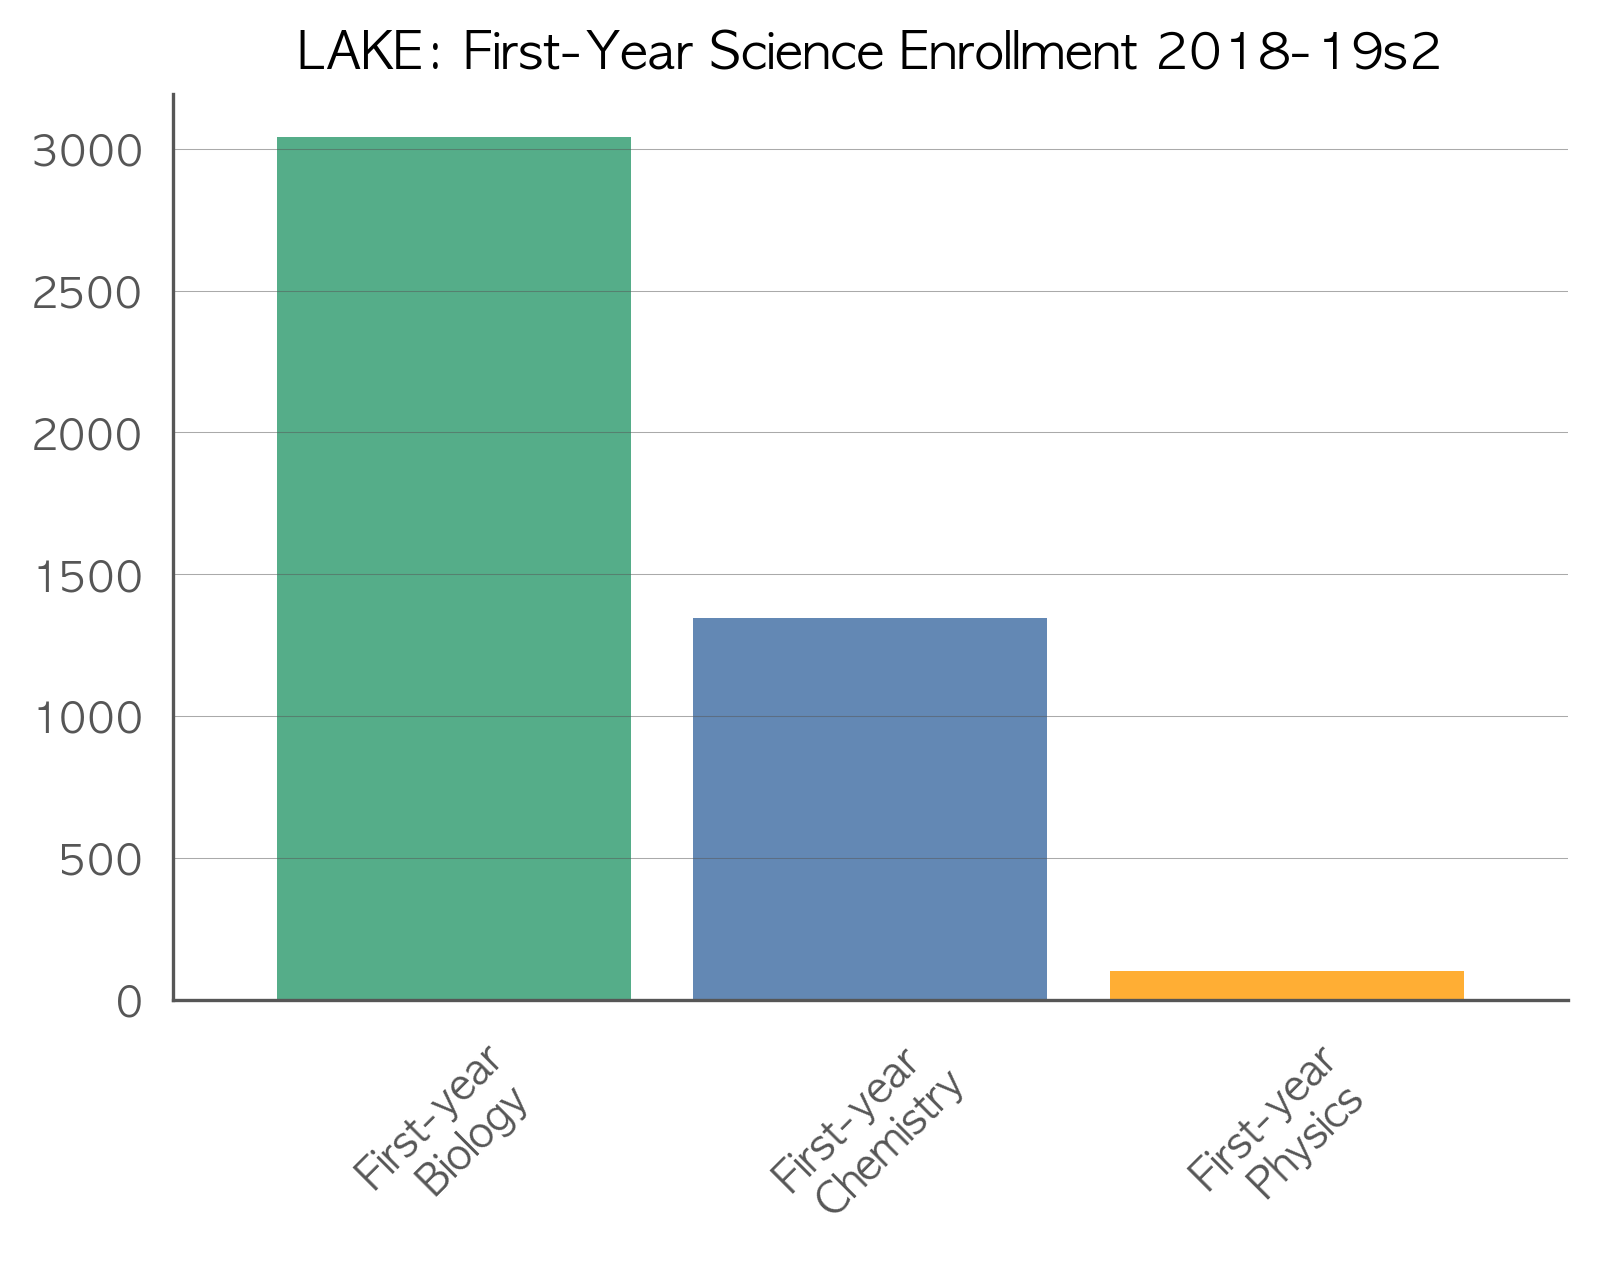 LAKE: First-Year Science Enrollment 2018-19s2
3000
2500
2000
1500
1000
500
0
First-year
Biology
First-year
Chemistry
First-year
Physics